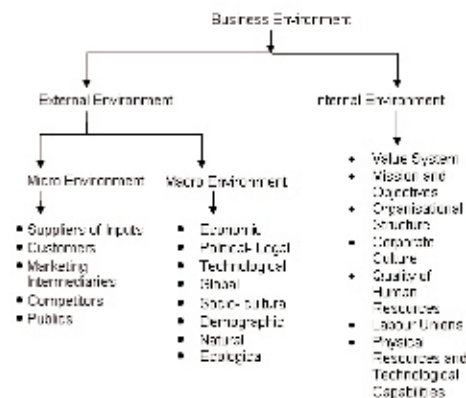 Business Environment
External Environment
Internal Environment
Micro Environment
Macro Environment
Suppliers of Inputs
Customers
Marketing
Intermediaries
Competitors
Publics
Economic
Political- Legal
Technological
Global
Socio- cultural
Demographic
Natural
Ecological
Value System
Mission and
Objectives
Organisational
Structure
Corporate
Culture
Quality of
Human
Resources
Labour Unions
Physical
Resources and
Technological
Capabilities